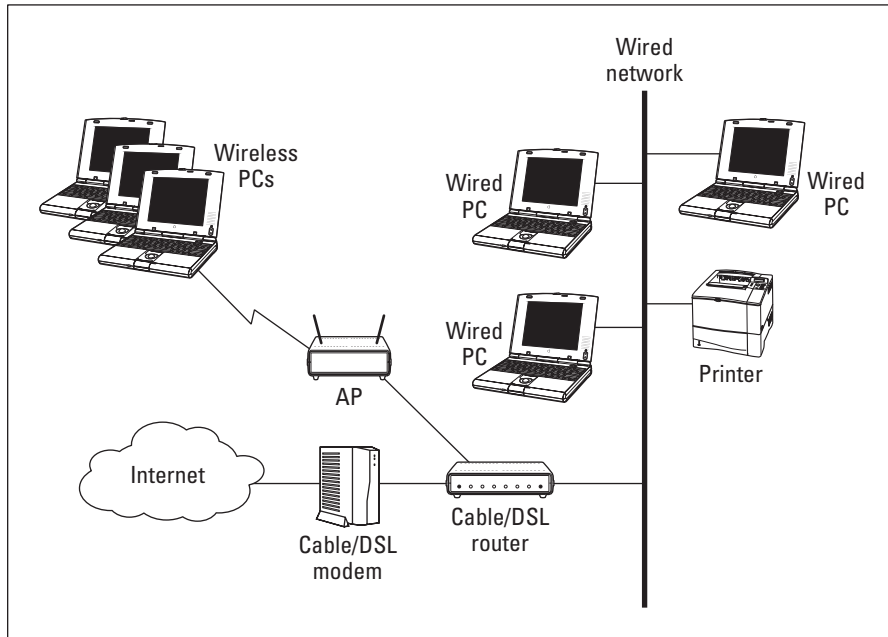 Wired
network
Wireless
PCs
Wired
PC
Wired
PC
Wired
PC
Printer
AP
Internet
Cable/DSL
modem
Cable/DSL
router